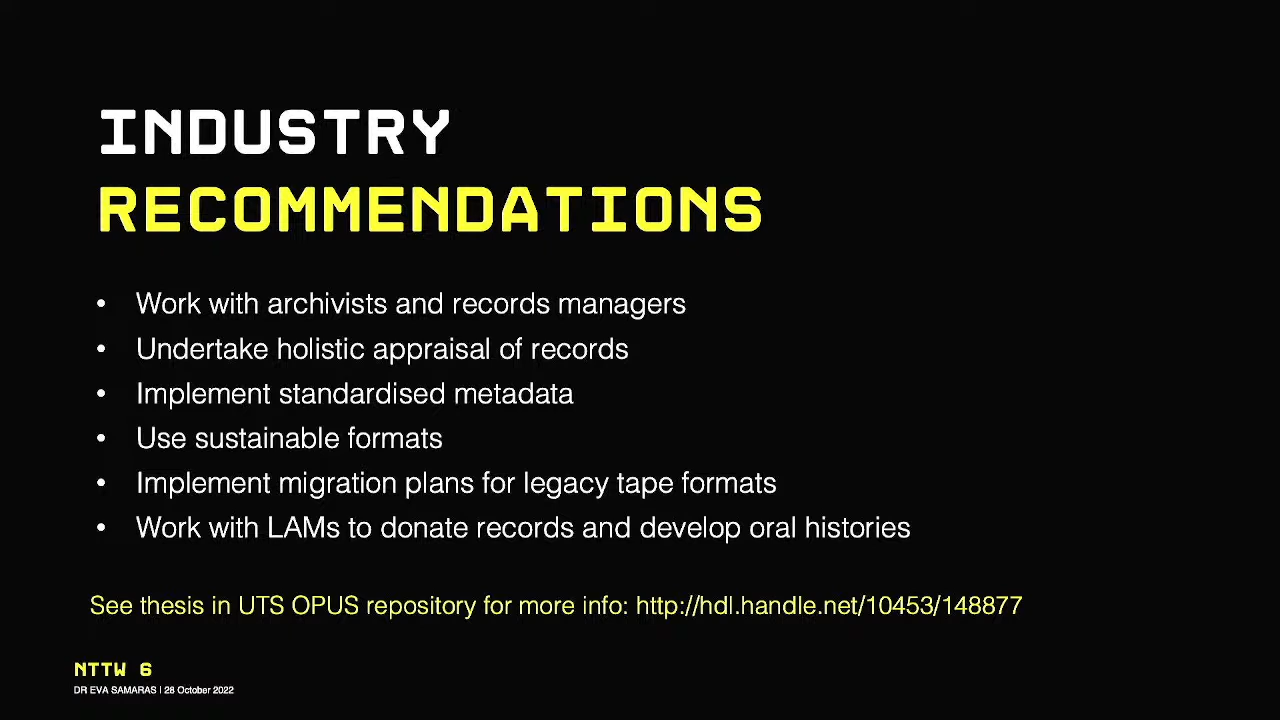 INDUSTRY
RECOMMENDATIONS
• Work with archivists and records managers
• Undertake holistic appraisal of records
• Implement standardised metadata
• Use sustainable formats
• Implement migration plans for legacy tape formats
• Work with LAMs to donate records and develop oral histories
See thesis in UTS OPUS repository for more info: http://hdl.handle.net/10453/148877
NTTW 6
DR EVA SAMARAS | 28 October 2022